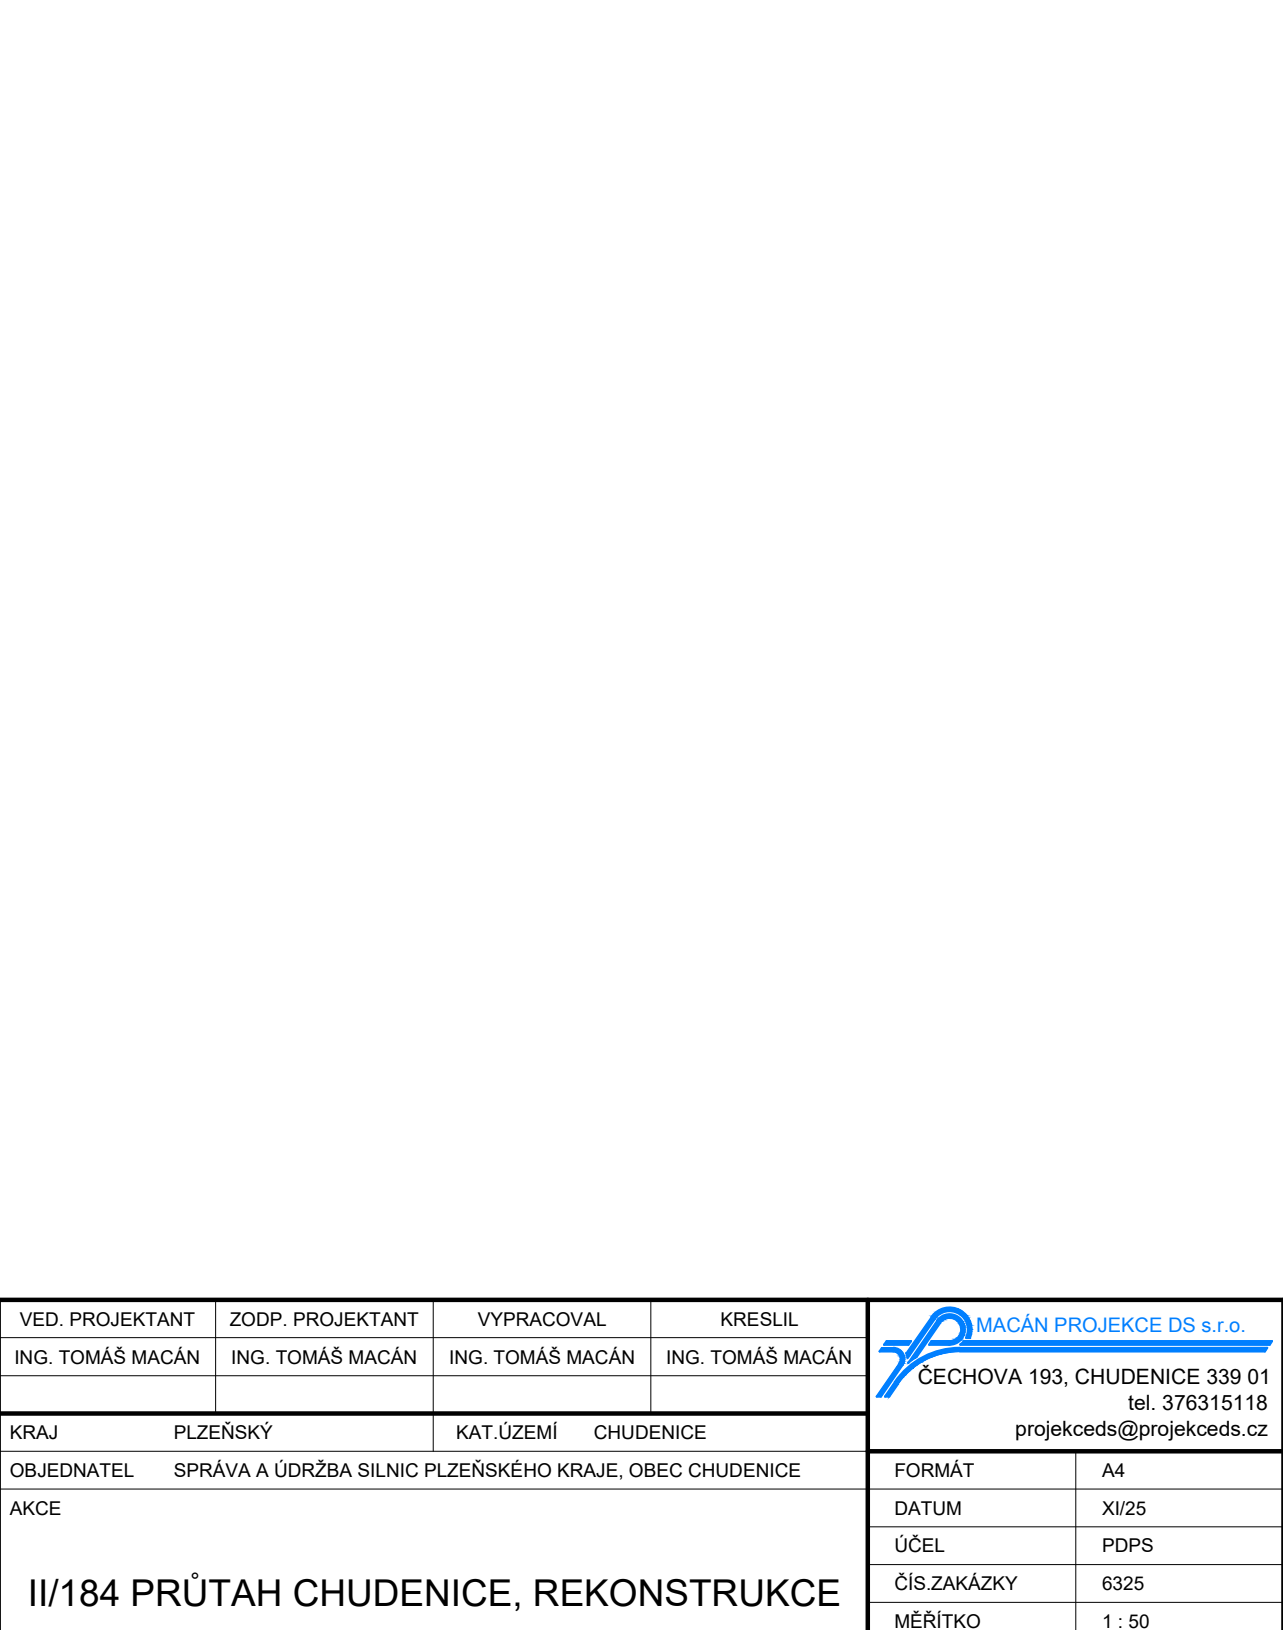 VED. PROJEKTANT ZODP. PROJEKTANT VYPRACOVAL KRESLIL
ING. TOMÁŠ MACÁN ING. TOMÁŠ MACÁN ING. TOMÁŠ MACÁN ING. TOMÁŠ MACÁN
MACÁN PROJEKCE DS s.r.o.
ČECHOVA 193, CHUDENICE 339 01
tel. 376315118
projekceds@projekceds.cz
KRAJ PLZEŇSKÝ KAT.ÚZEMÍ CHUDENICE
OBJEDNATEL SPRÁVA A ÚDRŽBA SILNIC PLZEŇSKÉHO KRAJE, OBEC CHUDENICE
AKCE
II/184 PRŮTAH CHUDENICE, REKONSTRUKCE
FORMÁT A4
DATUM XI/25
ÚČEL PDPS
ČÍS.ZAKÁZKY 6325
MĚŘÍTKO 1 : 50